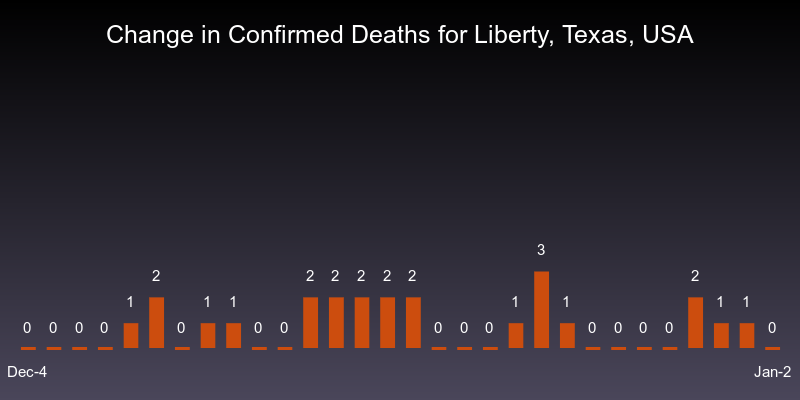 Change in Confirmed Deaths for Liberty, Texas, USA
3
2 2 2 2 2 2 2
1 1 1 1 1 1 1
0 0 0 0 0 0 0 0 0 0 0 0 0 0 0
Dec-4 Jan-2